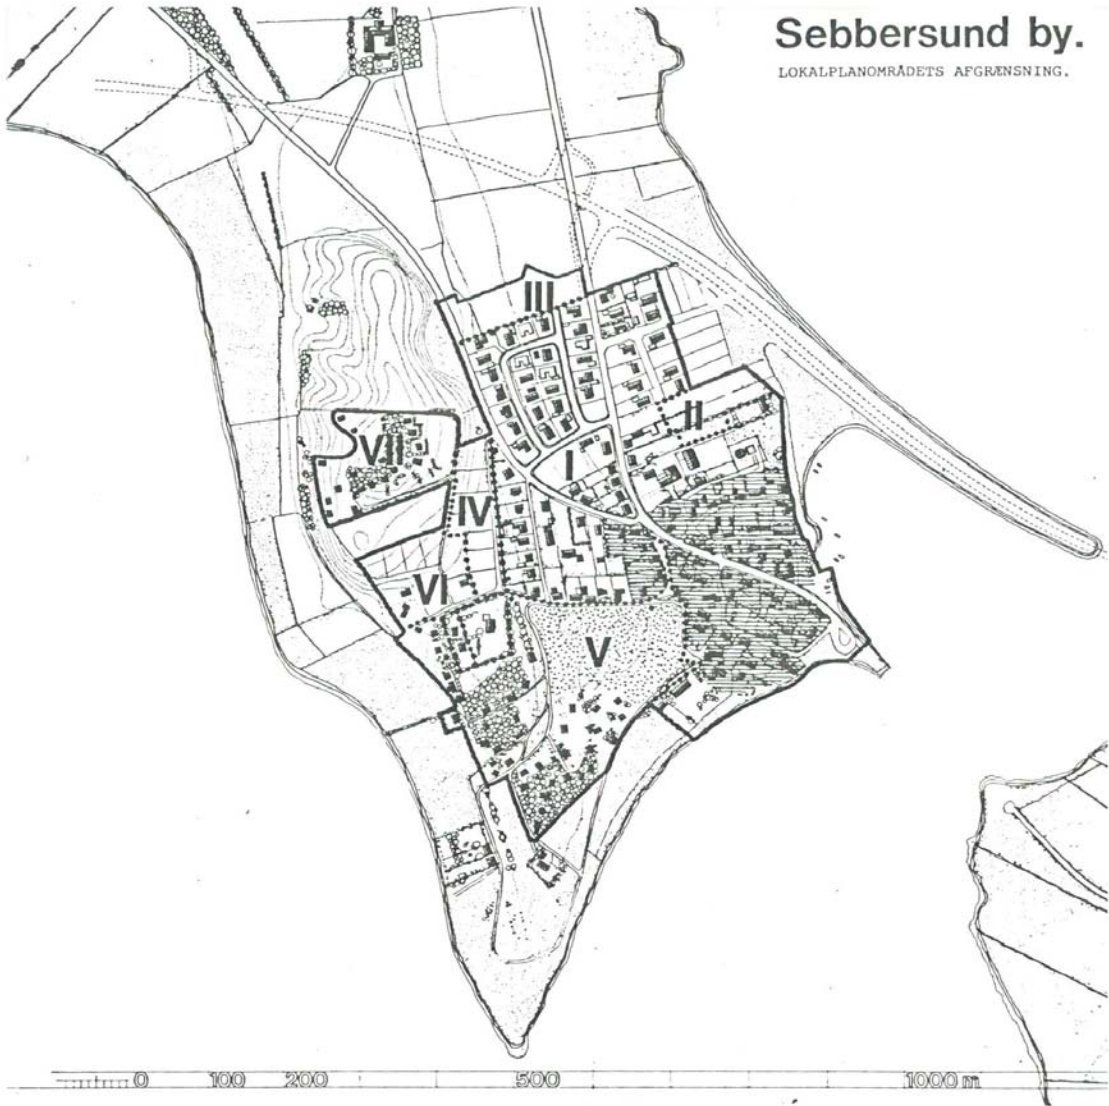 Sebbersund by.
LOKALPLANOMRÅDETS AFGRÆNSNING.
III
II
I
VII
IV
VI
V
0 100 200 500 1000 m